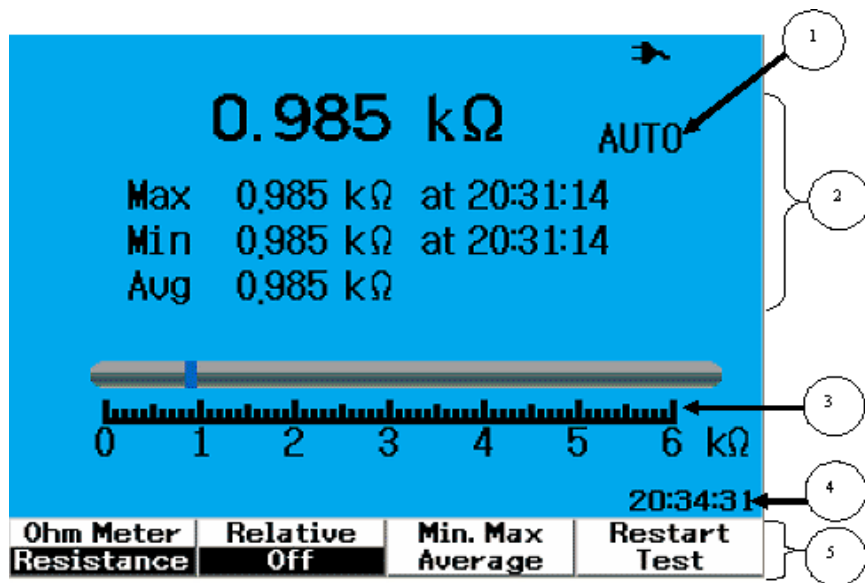 1
0.985 kΩ AUTO
2
Max 0.985 kΩ at 20:31:14
Min 0.985 kΩ at 20:31:14
Avg 0.985 kΩ
3
0 1 2 3 4 5 6 kΩ
4
20:34:31
Ohm Meter Relative Min. Max Restart
Resistance Off Average Test
5